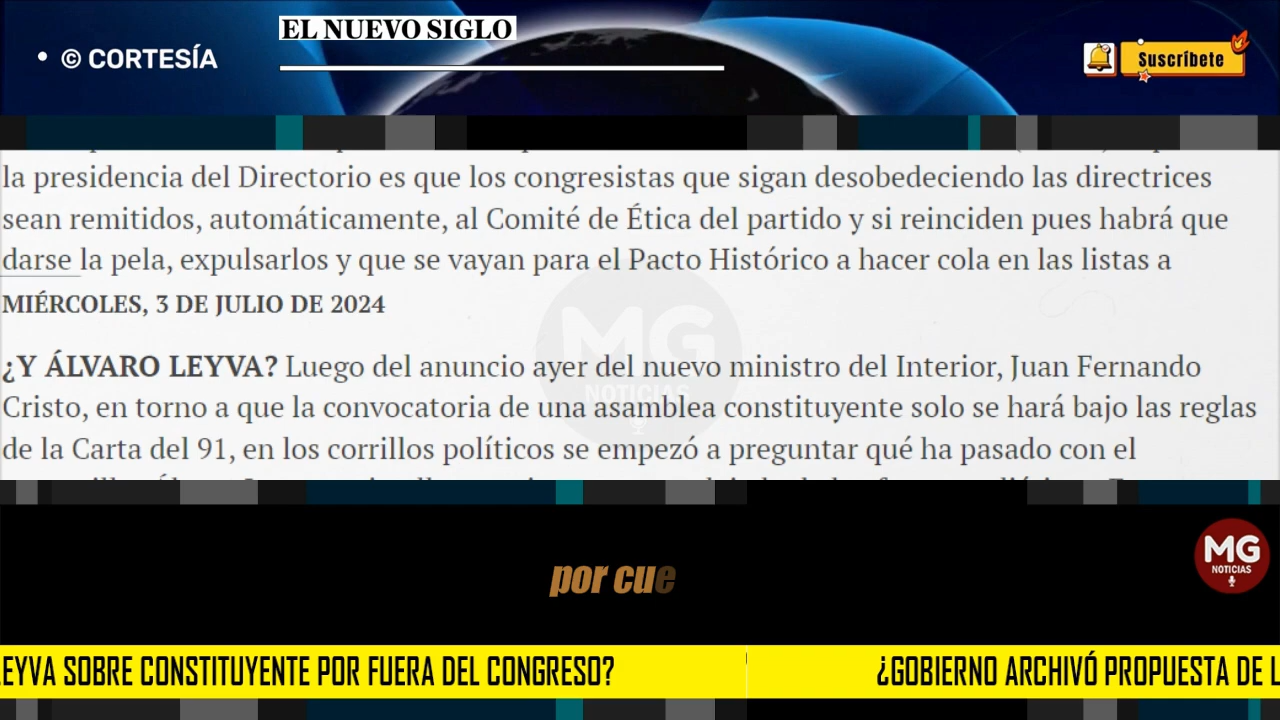 EL NUEVO SIGLO
• © CORTESÍA
Suscríbete
la presidencia del Directorio es que los congresistas que sigan desobedeciendo las directrices
sean remitidos, automáticamente, al Comité de Ética del partido y si reinciden pues habrá que
darse la pela, expulsarlos y que se vayan para el Pacto Histórico a hacer cola en las listas a
MIÉRCOLES, 3 DE JULIO DE 2024
¿Y ÁLVARO LEYVA? Luego del anuncio ayer del nuevo ministro del Interior, Juan Fernando
Cristo, en torno a que la convocatoria de una asamblea constituyente solo se hará bajo las reglas
de la Carta del 91, en los corrillos políticos se empezó a preguntar qué ha pasado con el
MG
NOTICIAS
por cue
MG
NOTICIAS
EYVA SOBRE CONSTITUYENTE POR FUERA DEL CONGRESO? ¿GOBIERNO ARCHIVÓ PROPUESTA DE L